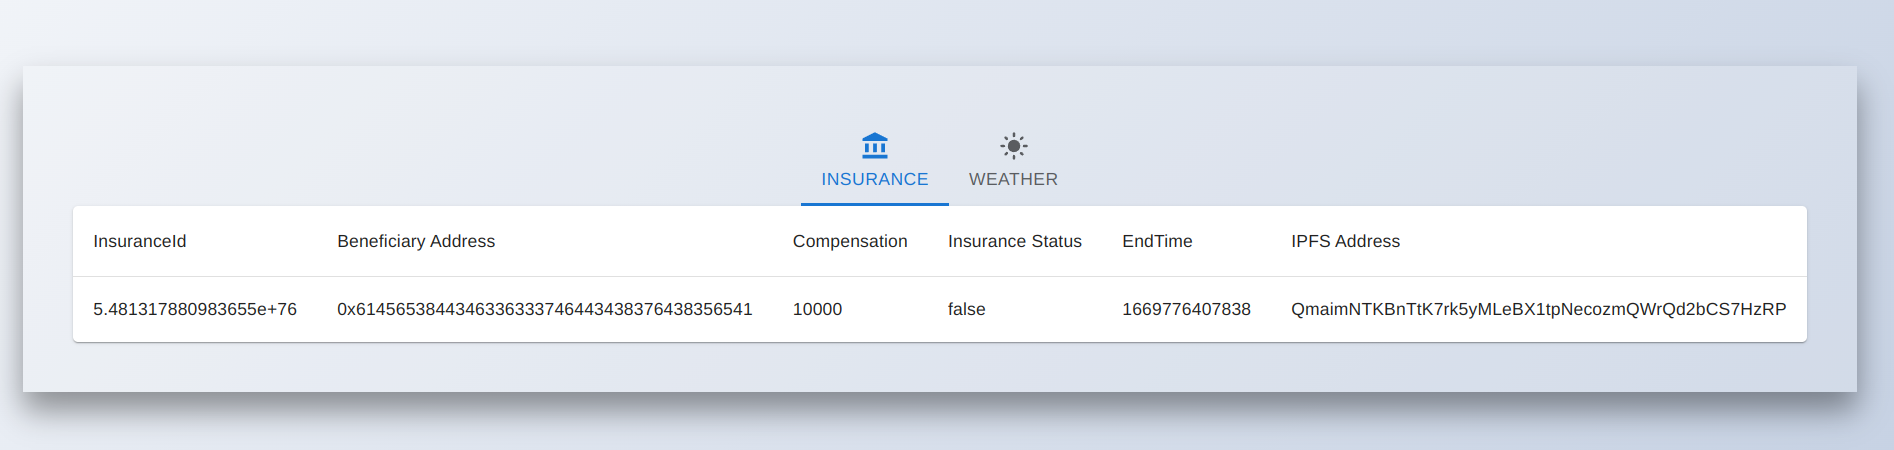 INSURANCE WEATHER
InsuranceId Beneficiary Address Compensation Insurance Status EndTime IPFS Address
5.481317880983655e+76 0x6145653844346336333746443438376438356541 10000 false 1669776407838 QmaimNTKBnTtK7rk5yMLeBX1tpNecozmQWrQd2bCS7HzRP